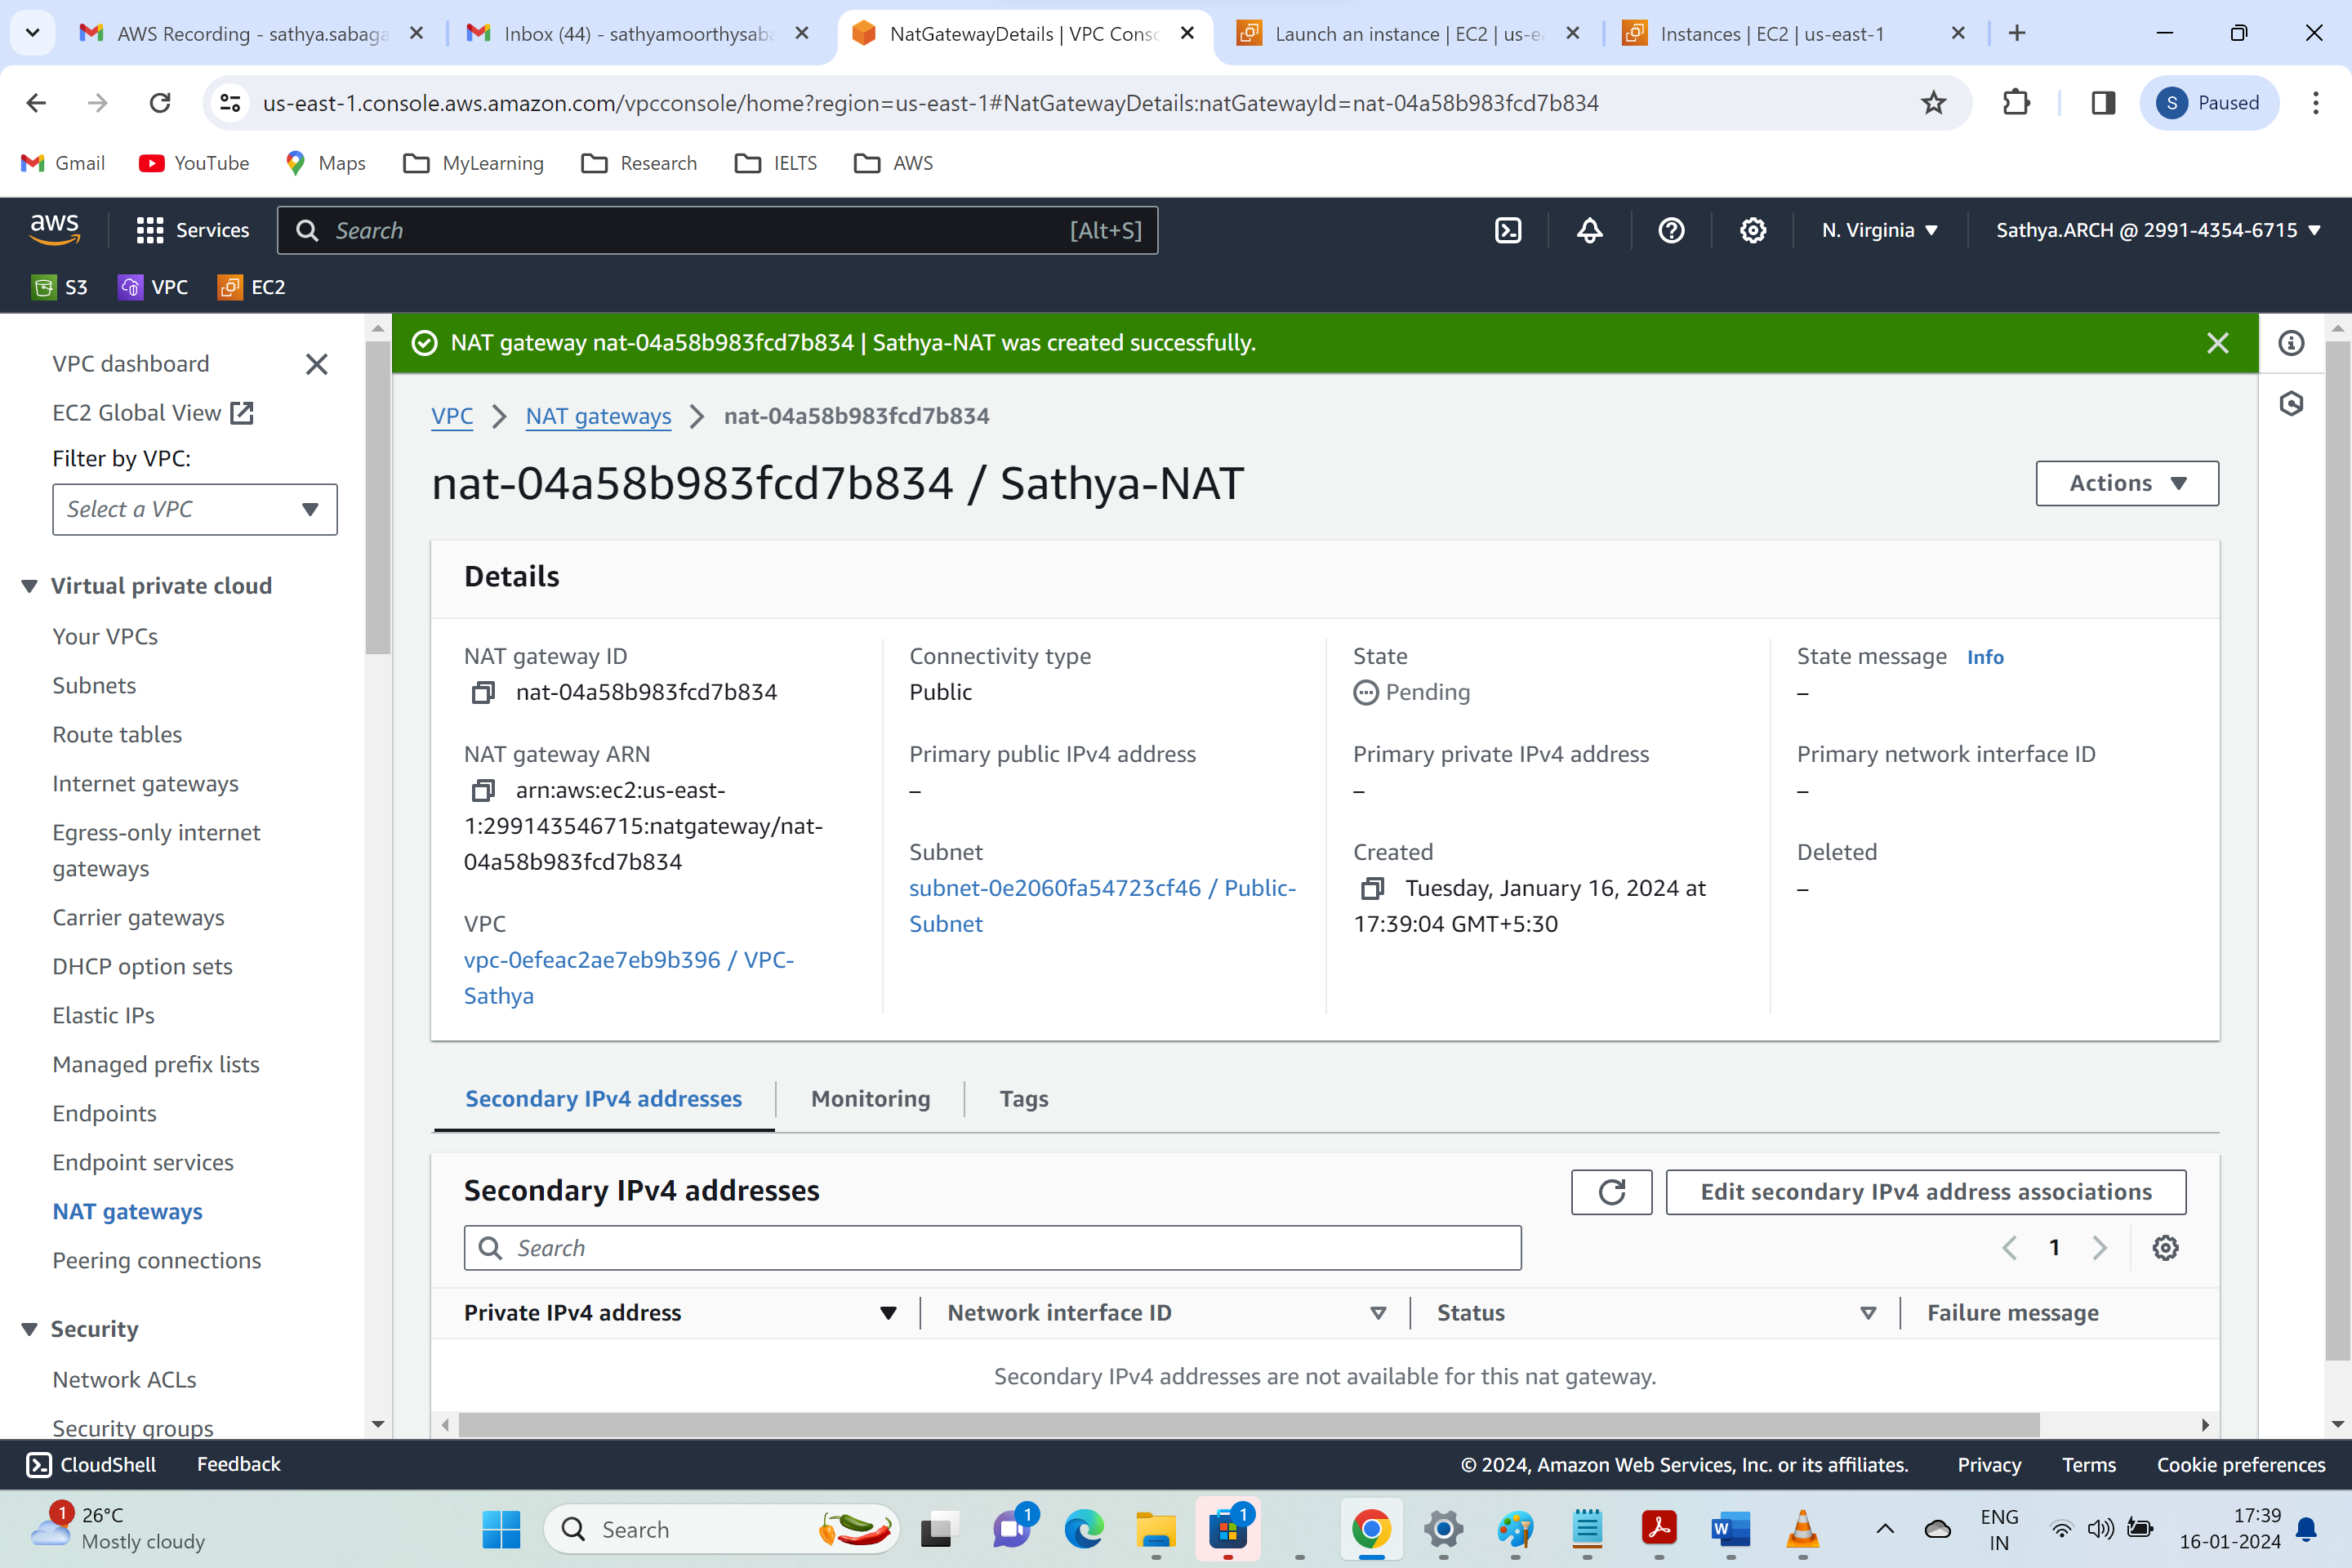 AWS Recording - sathya.sabaga
Inbox (44) - sathyamoorthysaba
NatGatewayDetails | VPC Conso
Launch an instance | EC2 | us-ea
Instances | EC2 | us-east-1
us-east-1.console.aws.amazon.com/vpcconsole/home?region=us-east-1#NatGatewayDetails:natGatewayId=nat-04a58b983fcd7b834
S Paused
Gmail YouTube Maps MyLearning Research IELTS AWS
aws Services Search [Alt+S] N. Virginia Sathya.ARCH @ 2991-4354-6715
S3 VPC EC2
VPC dashboard
EC2 Global View
Filter by VPC:
Select a VPC
Virtual private cloud
Your VPCs
Subnets
Route tables
Internet gateways
Egress-only internet
gateways
Carrier gateways
DHCP option sets
Elastic IPs
Managed prefix lists
Endpoints
Endpoint services
NAT gateways
Peering connections
Security
Network ACLs
Security groups
NAT gateway nat-04a58b983fcd7b834 | Sathya-NAT was created successfully.
VPC NAT gateways nat-04a58b983fcd7b834
nat-04a58b983fcd7b834 / Sathya-NAT
Actions
Details
NAT gateway ID
nat-04a58b983fcd7b834
NAT gateway ARN
arn:aws:ec2:us-east-
1:299143546715:natgateway/nat-
04a58b983fcd7b834
VPC
vpc-0efeac2ae7eb9b396 / VPC-
Sathya
Connectivity type
Public
Primary public IPv4 address
–
Subnet
subnet-0e2060fa54723cf46 / Public-
Subnet
State
Pending
Primary private IPv4 address
–
Created
Tuesday, January 16, 2024 at
17:39:04 GMT+5:30
State message Info
–
Primary network interface ID
–
Deleted
–
Secondary IPv4 addresses Monitoring Tags
Secondary IPv4 addresses
Edit secondary IPv4 address associations
Search
1
Private IPv4 address Network interface ID Status Failure message
Secondary IPv4 addresses are not available for this nat gateway.
CloudShell Feedback © 2024, Amazon Web Services, Inc. or its affiliates. Privacy Terms Cookie preferences
1
26°C
Mostly cloudy
Search
1
1
W
ENG
IN
17:39
16-01-2024